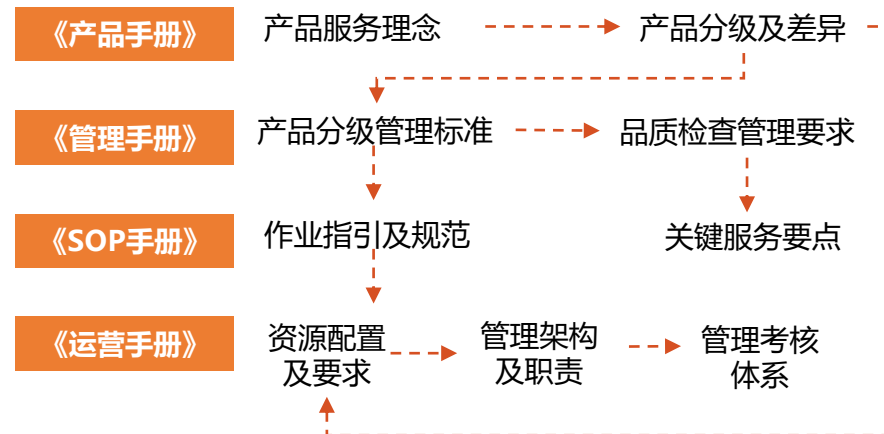 《产品手册》 产品服务理念 产品分级及差异
《管理手册》 产品分级管理标准 品质检查管理要求
《SOP手册》 作业指引及规范 关键服务要点
《运营手册》 资源配置及要求 管理架构及职责 管理考核体系